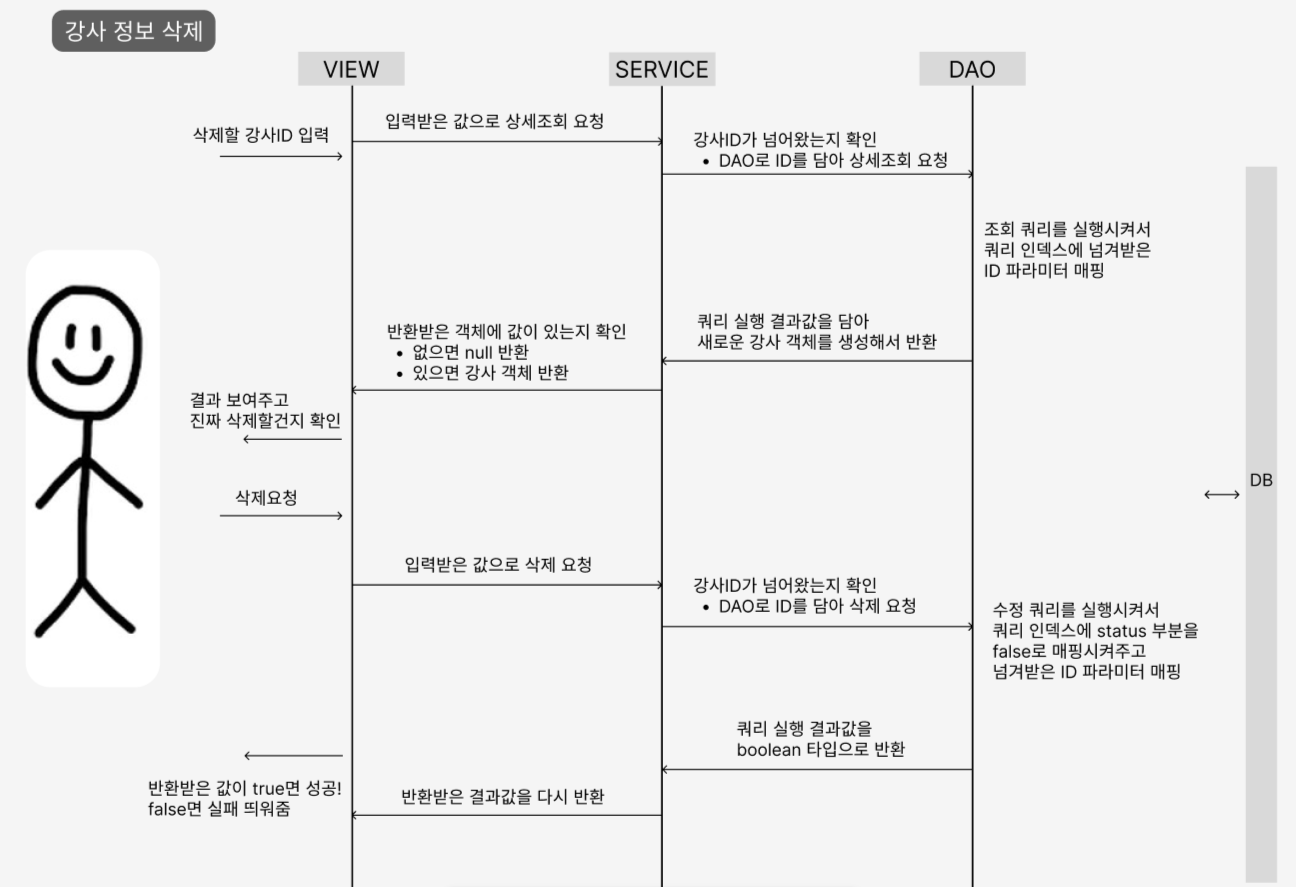 강사 정보 삭제
VIEW
SERVICE
DAO
삭제할 강사ID 입력
입력받은 값으로 상세조회 요청
강사ID가 넘어왔는지 확인
• DAO로 ID를 담아 상세조회 요청
조회 쿼리를 실행시켜서
쿼리 인덱스에 넘겨받은
ID 파라미터 매핑
쿼리 실행 결과값을 담아
새로운 강사 객체를 생성해서 반환
반환받은 객체에 값이 있는지 확인
• 없으면 null 반환
• 있으면 강사 객체 반환
결과 보여주고
진짜 삭제할건지 확인
DB
삭제요청
입력받은 값으로 삭제 요청
강사ID가 넘어왔는지 확인
• DAO로 ID를 담아 삭제 요청
수정 쿼리를 실행시켜서
쿼리 인덱스에 status 부분을
false로 매핑시켜주고
넘겨받은 ID 파라미터 매핑
쿼리 실행 결과값을
boolean 타입으로 반환
반환받은 결과값을 다시 반환
반환받은 값이 true면 성공!
false면 실패 띄워줌